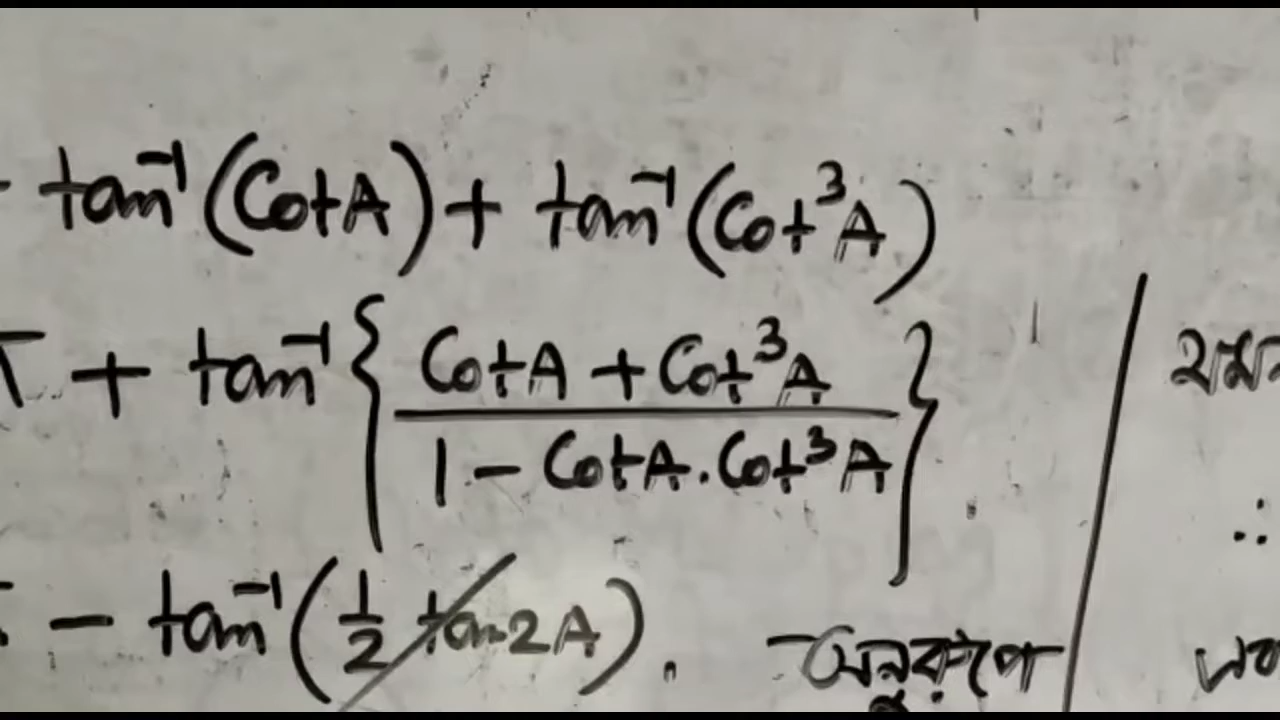 tan⁻¹(CotA) + tan⁻¹(Cot³A)
+ tan⁻¹{(CotA + Cot³A)/(1 - CotA.Cot³A)}
- tan⁻¹(1/2 tan2A). অনুরূপে
∴